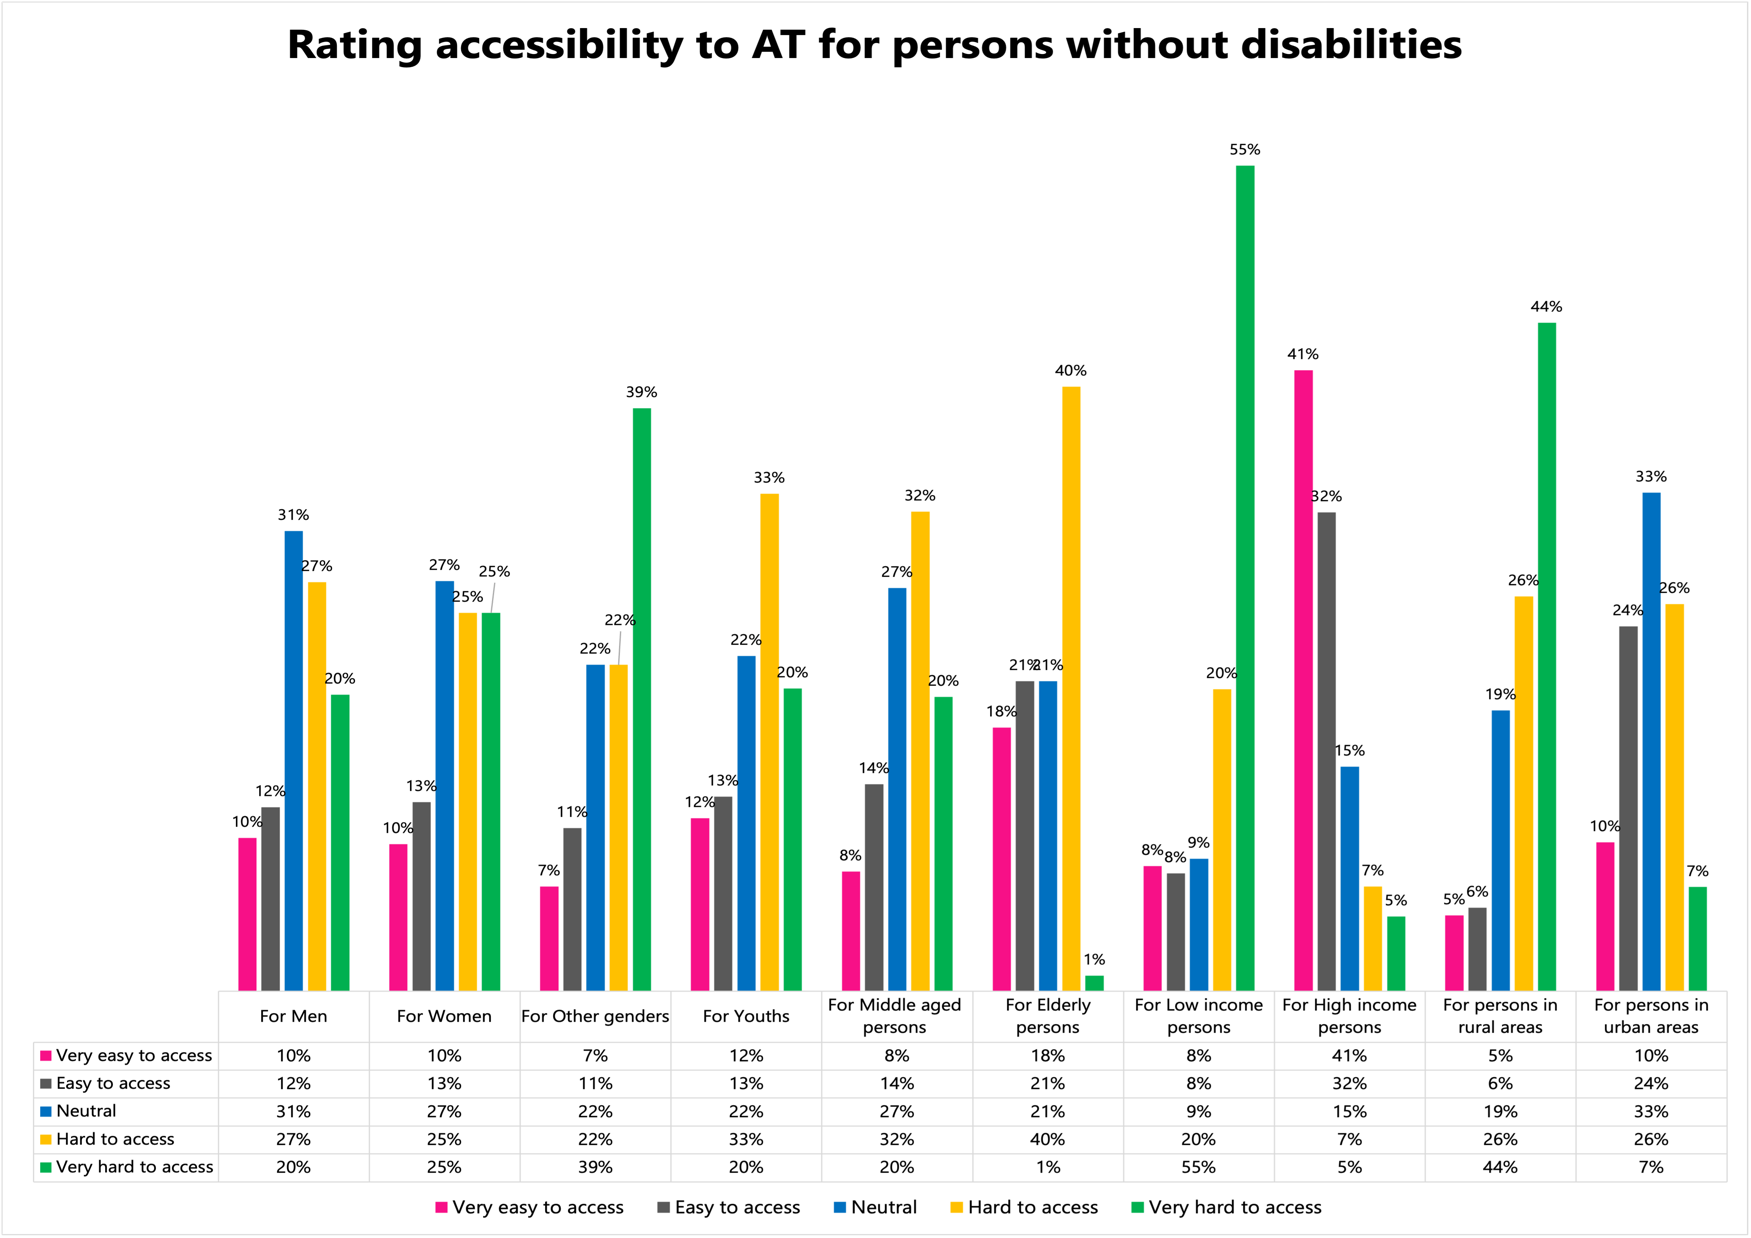 Rating accessibility to AT for persons without disabilities
10% 12% 31% 27% 20%
10% 13% 27% 25% 25%
7% 11% 22% 22% 39%
12% 13% 22% 33% 20%
8% 14% 27% 32% 20%
18% 21% 21% 40% 1%
8% 8% 9% 20% 55%
41% 32% 15% 7% 5%
5% 6% 19% 26% 44%
10% 24% 33% 26% 7%
For Men For Women For Other genders For Youths For Middle aged persons For Elderly persons For Low income persons For High income persons For persons in rural areas For persons in urban areas
Very easy to access 10% 10% 7% 12% 8% 18% 8% 41% 5% 10%
Easy to access 12% 13% 11% 13% 14% 21% 8% 32% 6% 24%
Neutral 31% 27% 22% 22% 27% 21% 9% 15% 19% 33%
Hard to access 27% 25% 22% 33% 32% 40% 20% 7% 26% 26%
Very hard to access 20% 25% 39% 20% 20% 1% 55% 5% 44% 7%
Very easy to access Easy to access Neutral Hard to access Very hard to access